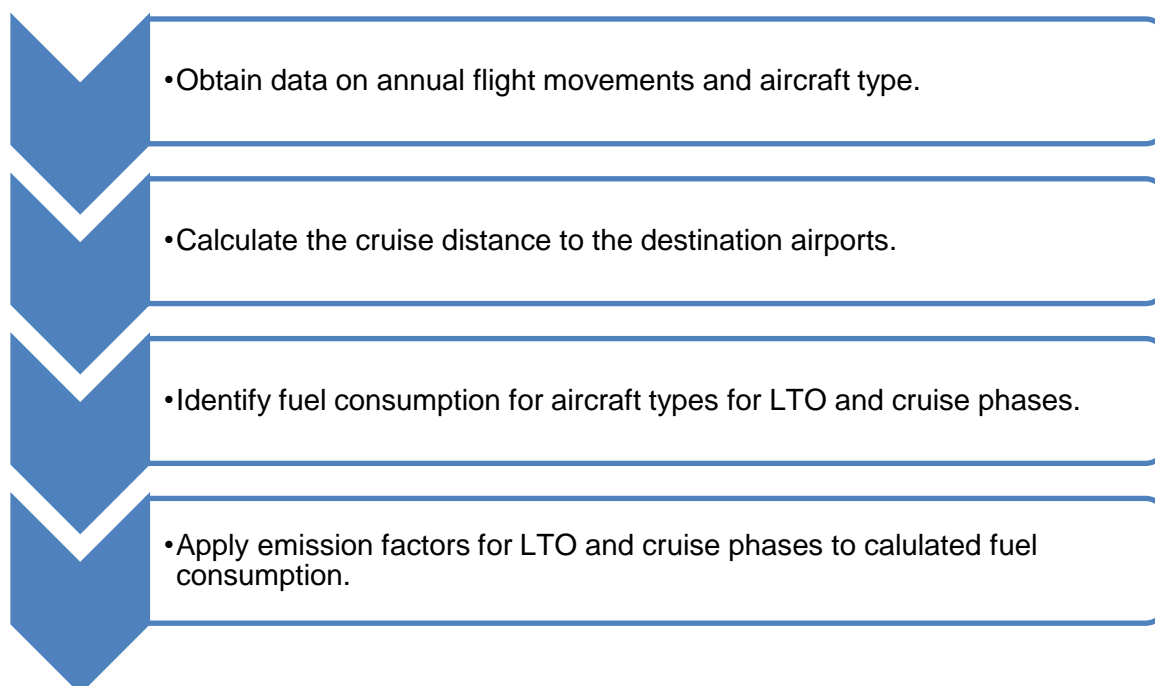 •Obtain data on annual flight movements and aircraft type.
•Calculate the cruise distance to the destination airports.
•Identify fuel consumption for aircraft types for LTO and cruise phases.
•Apply emission factors for LTO and cruise phases to calulated fuel
consumption.